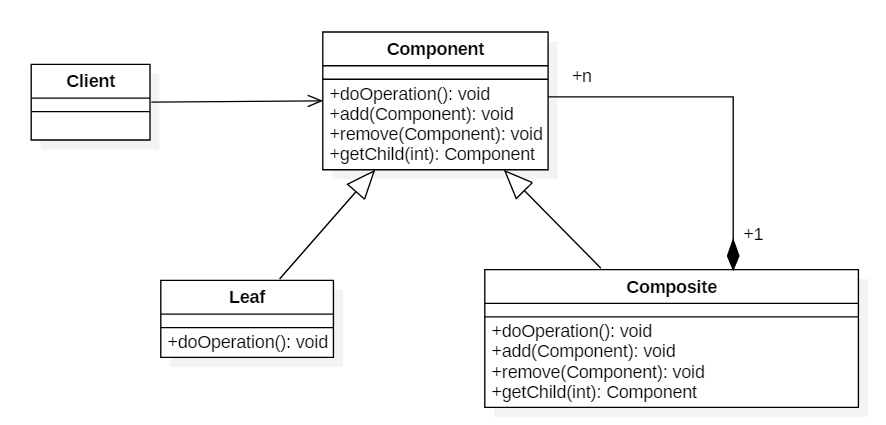 Component
+n
Client
+doOperation(): void
+add(Component): void
+remove(Component): void
+getChild(int): Component
+1
Leaf
+doOperation(): void
Composite
+doOperation(): void
+add(Component): void
+remove(Component): void
+getChild(int): Component